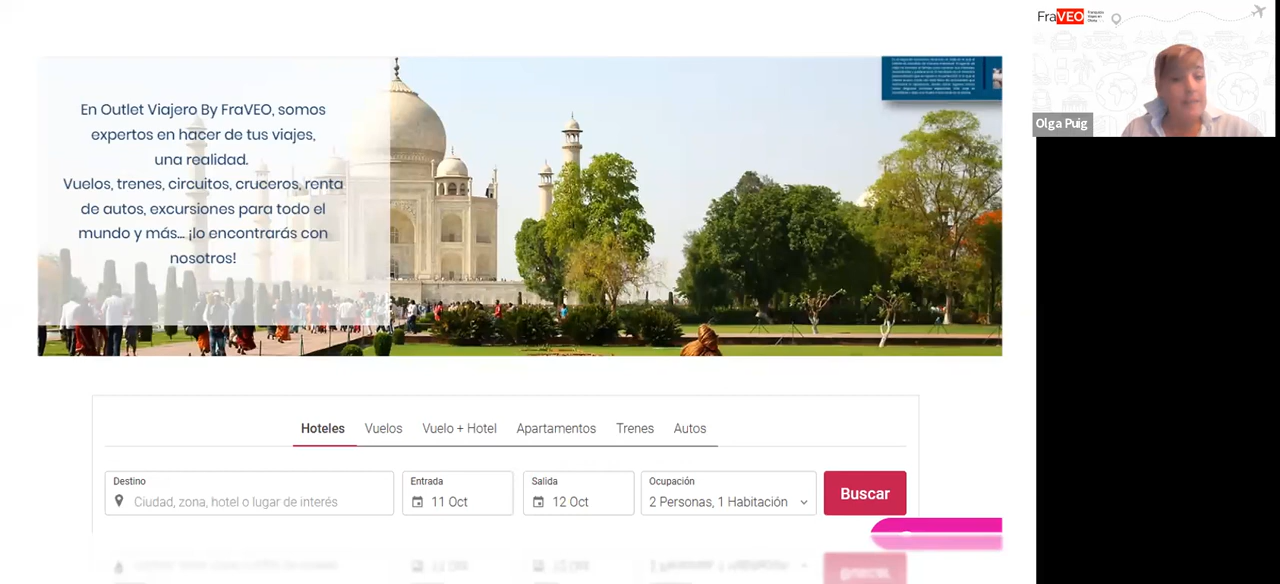 FraVEO
En Outlet Viajero By FraVEO, somos
expertos en hacer de tus viajes,
una realidad.
Vuelos, trenes, circuitos, cruceros, renta
de autos, excursiones para todo el
mundo y más... ¡lo encontrarás con
nosotros!
Olga Puig
Hoteles Vuelos Vuelo + Hotel Apartamentos Trenes Autos
Destino Entrada Salida Ocupación
Ciudad, zona, hotel o lugar de interés 11 Oct 12 Oct 2 Personas, 1 Habitación Buscar